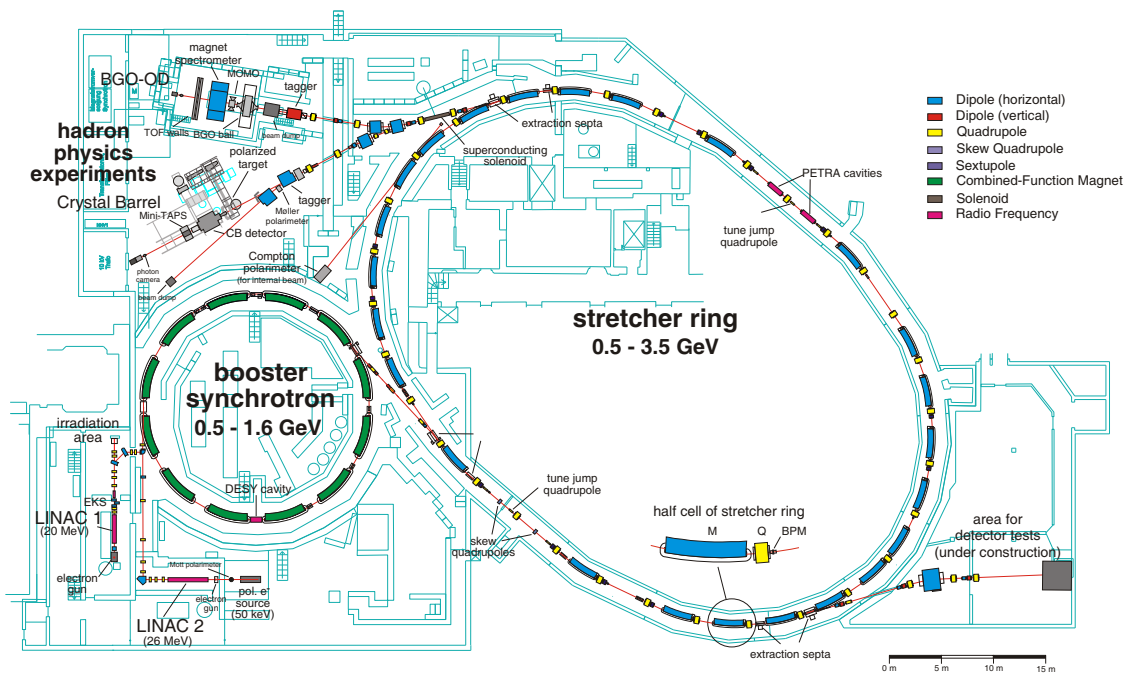 magnet
spectrometer
BGO-OD
MOMO
tagger
TOF walls
BGO ball
beam dump
extraction septa
superconducting
solenoid
hadron
physics
experiments
polarized
target
Crystal Barrel
Mini-TAPS
tagger
Møller
polarimeter
CB detector
photon
camera
beam dump
Compton
polarimeter
(for internal beam)
PETRA cavities
tune jump
quadrupole
Dipole (horizontal)
Dipole (vertical)
Quadrupole
Skew Quadrupole
Sextupole
Combined-Function Magnet
Solenoid
Radio Frequency
stretcher ring
0.5 - 3.5 GeV
booster
synchrotron
0.5 - 1.6 GeV
irradiation
area
DESY cavity
EKS
LINAC 1
(20 MeV)
electron
gun
Mott polarimeter
electron
gun
pol. e-
source
(50 keV)
LINAC 2
(26 MeV)
tune jump
quadrupole
skew
quadrupoles
half cell of stretcher ring
M
Q
BPM
area for
detector tests
(under construction)
extraction septa
0 m
5 m
10 m
15 m